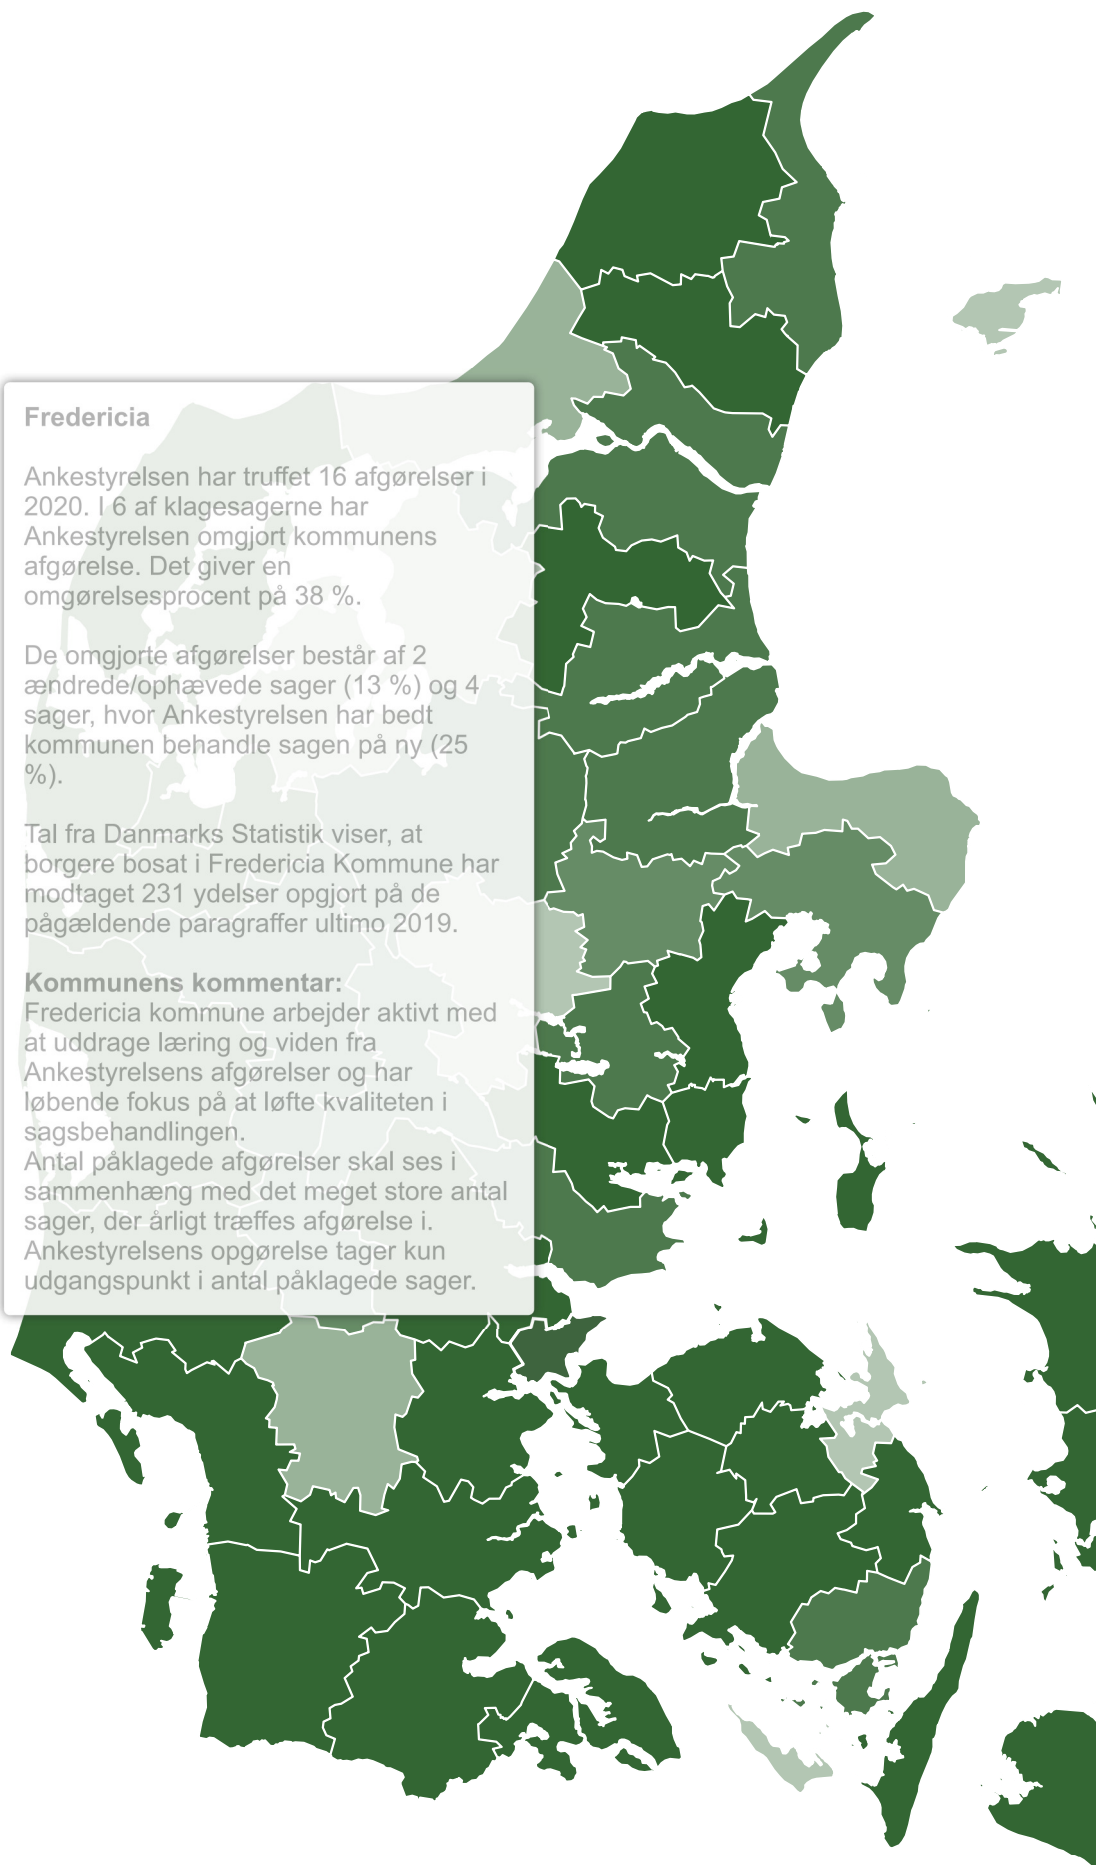 Fredericia
Ankestyrelsen har truffet 16 afgørelser i
2020. I 6 af klagesagerne har
Ankestyrelsen omgjort kommunens
afgørelse. Det giver en
omgørelsesprocent på 38 %.
De omgjorte afgørelser består af 2
ændrede/ophævede sager (13 %) og 4
sager, hvor Ankestyrelsen har bedt
kommunen behandle sagen på ny (25
%).
Tal fra Danmarks Statistik viser, at
borgere bosat i Fredericia Kommune har
modtaget 231 ydelser opgjort på de
pågældende paragraffer ultimo 2019.
Kommunens kommentar:
Fredericia kommune arbejder aktivt med
at uddrage læring og viden fra
Ankestyrelsens afgørelser og har
løbende fokus på at løfte kvaliteten i
sagsbehandlingen.
Antal påklagede afgørelser skal ses i
sammenhæng med det meget store antal
sager, der årligt træffes afgørelse i.
Ankestyrelsens opgørelse tager kun
udgangspunkt i antal påklagede sager.